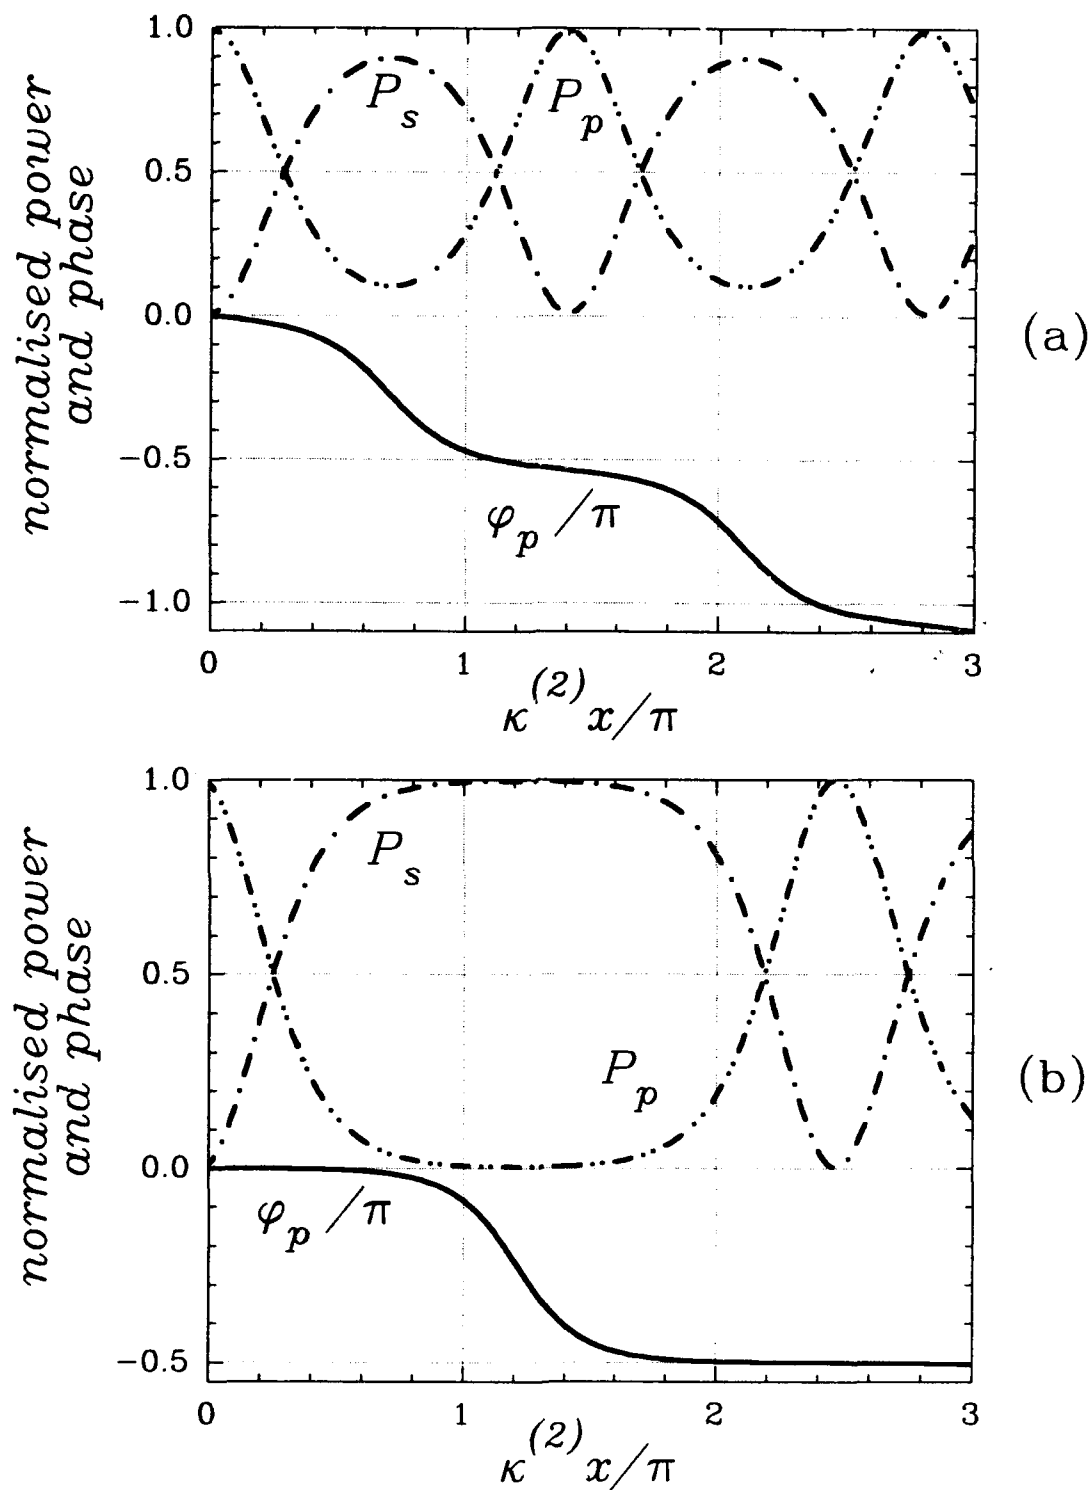 normalised power
and phase
1.0
0.5
0.0
−0.5
−1.0
P_s
P_p
φ_p/π
(a)
0 1 2 3
κ^(2) x/π
normalised power
and phase
1.0
0.5
0.0
−0.5
P_s
P_p
φ_p/π
(b)
0 1 2 3
κ^(2) x/π